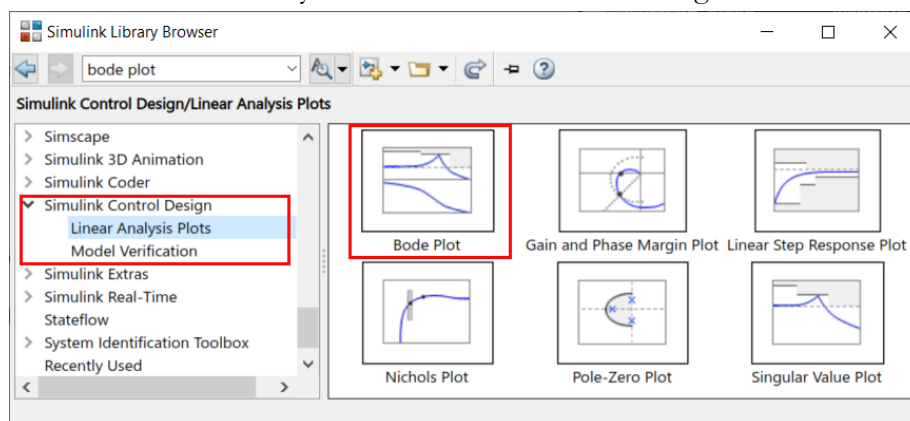 Simulink Library Browser
bode plot
Simulink Control Design/Linear Analysis Plots
Simscape
Simulink 3D Animation
Simulink Coder
Simulink Control Design
Linear Analysis Plots
Model Verification
Simulink Extras
Simulink Real-Time
Stateflow
System Identification Toolbox
Recently Used
Bode Plot
Gain and Phase Margin Plot
Linear Step Response Plot
Nichols Plot
Pole-Zero Plot
Singular Value Plot